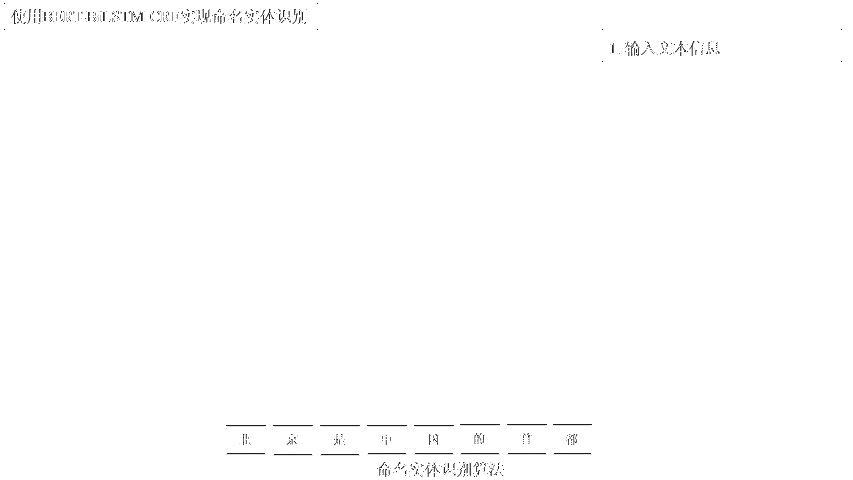 使用BERT-BILSTM-CRF实现命名实体识别
1. 输入文本信息
北 京 是 中 国 的 首 都
命名实体识别算法